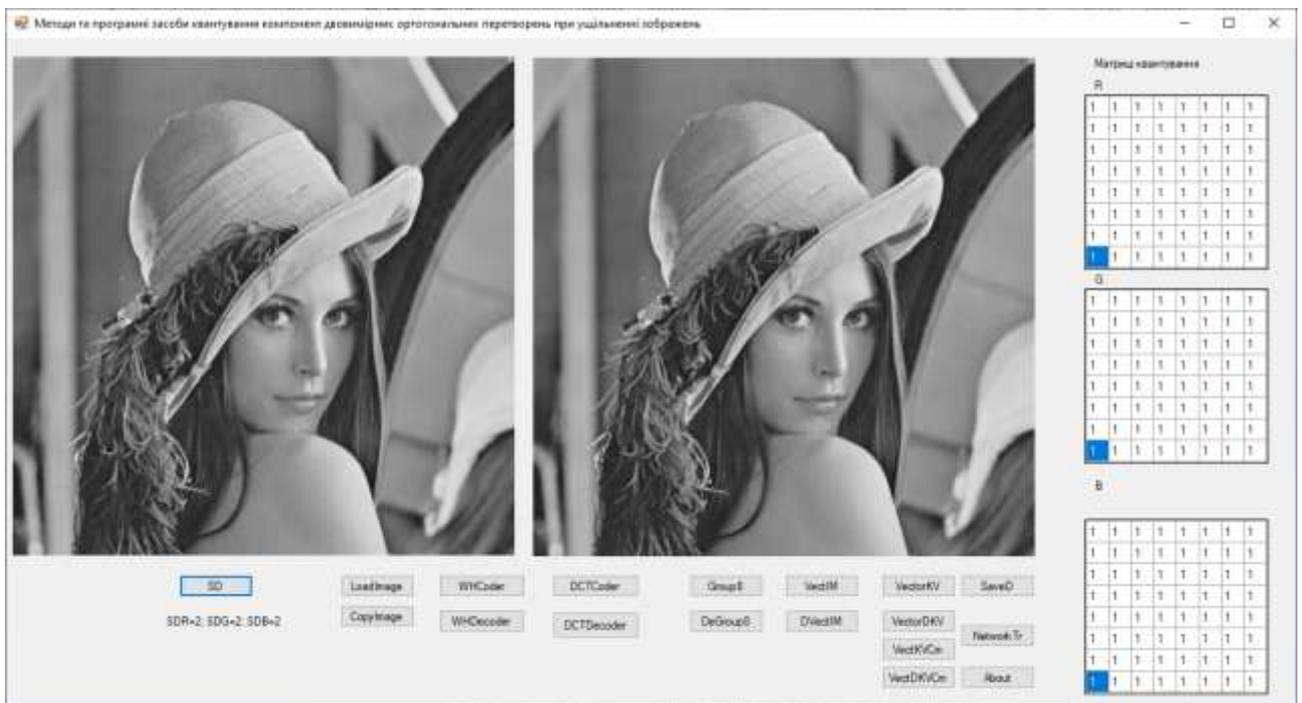 Методи та програмні засоби квантування компонент двовимірних ортогональних перетворень при ущільненні зображень
Матриці квантування
R
1 1 1 1 1 1 1 1
1 1 1 1 1 1 1 1
1 1 1 1 1 1 1 1
1 1 1 1 1 1 1 1
1 1 1 1 1 1 1 1
1 1 1 1 1 1 1 1
1 1 1 1 1 1 1 1
1 1 1 1 1 1 1 1
G
1 1 1 1 1 1 1 1
1 1 1 1 1 1 1 1
1 1 1 1 1 1 1 1
1 1 1 1 1 1 1 1
1 1 1 1 1 1 1 1
1 1 1 1 1 1 1 1
1 1 1 1 1 1 1 1
1 1 1 1 1 1 1 1
B
1 1 1 1 1 1 1 1
1 1 1 1 1 1 1 1
1 1 1 1 1 1 1 1
1 1 1 1 1 1 1 1
1 1 1 1 1 1 1 1
1 1 1 1 1 1 1 1
1 1 1 1 1 1 1 1
1 1 1 1 1 1 1 1
SD LoadImage WHCoder DCTCoder Group8 VectIM VectorKV SaveD
SDR=2; SDG=2; SDB=2 CopyImage WHDecoder DCTDecoder DeGroup8 DVectIM VectorDKV
Network Tr
VectKVCm
VectDKVCm About